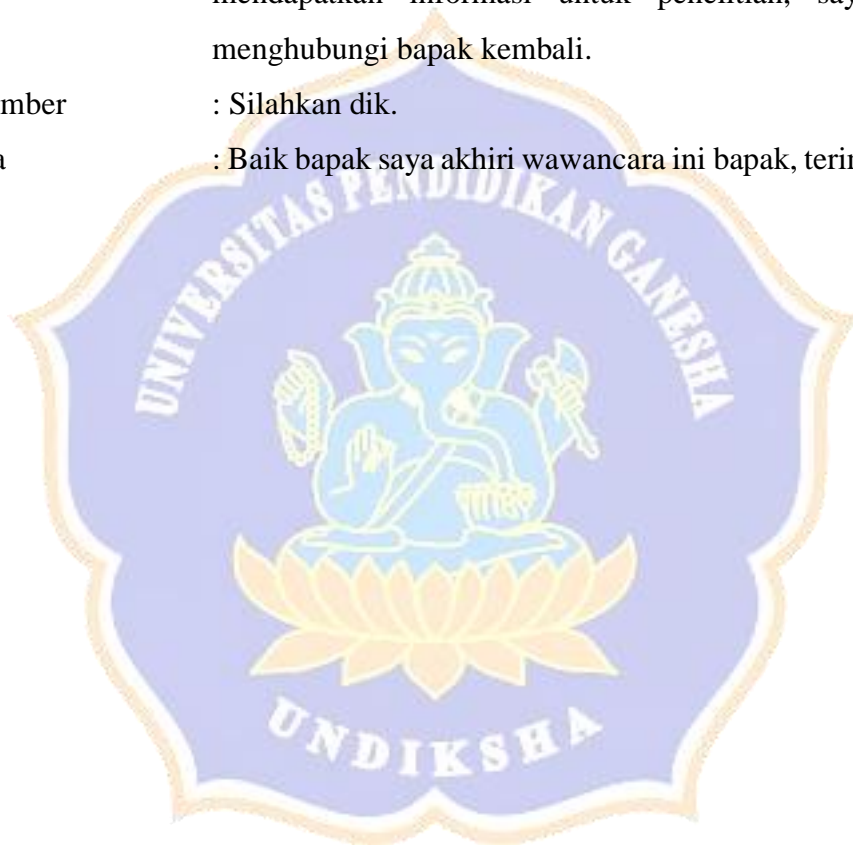 mendapatkan informasi untuk penelitian, say
menghubungi bapak kembali.
mber : Silahkan dik.
a : Baik bapak saya akhiri wawancara ini bapak, terin
UNIVERSITAS PENDIDIKAN GANESHA
UNDIKSHA